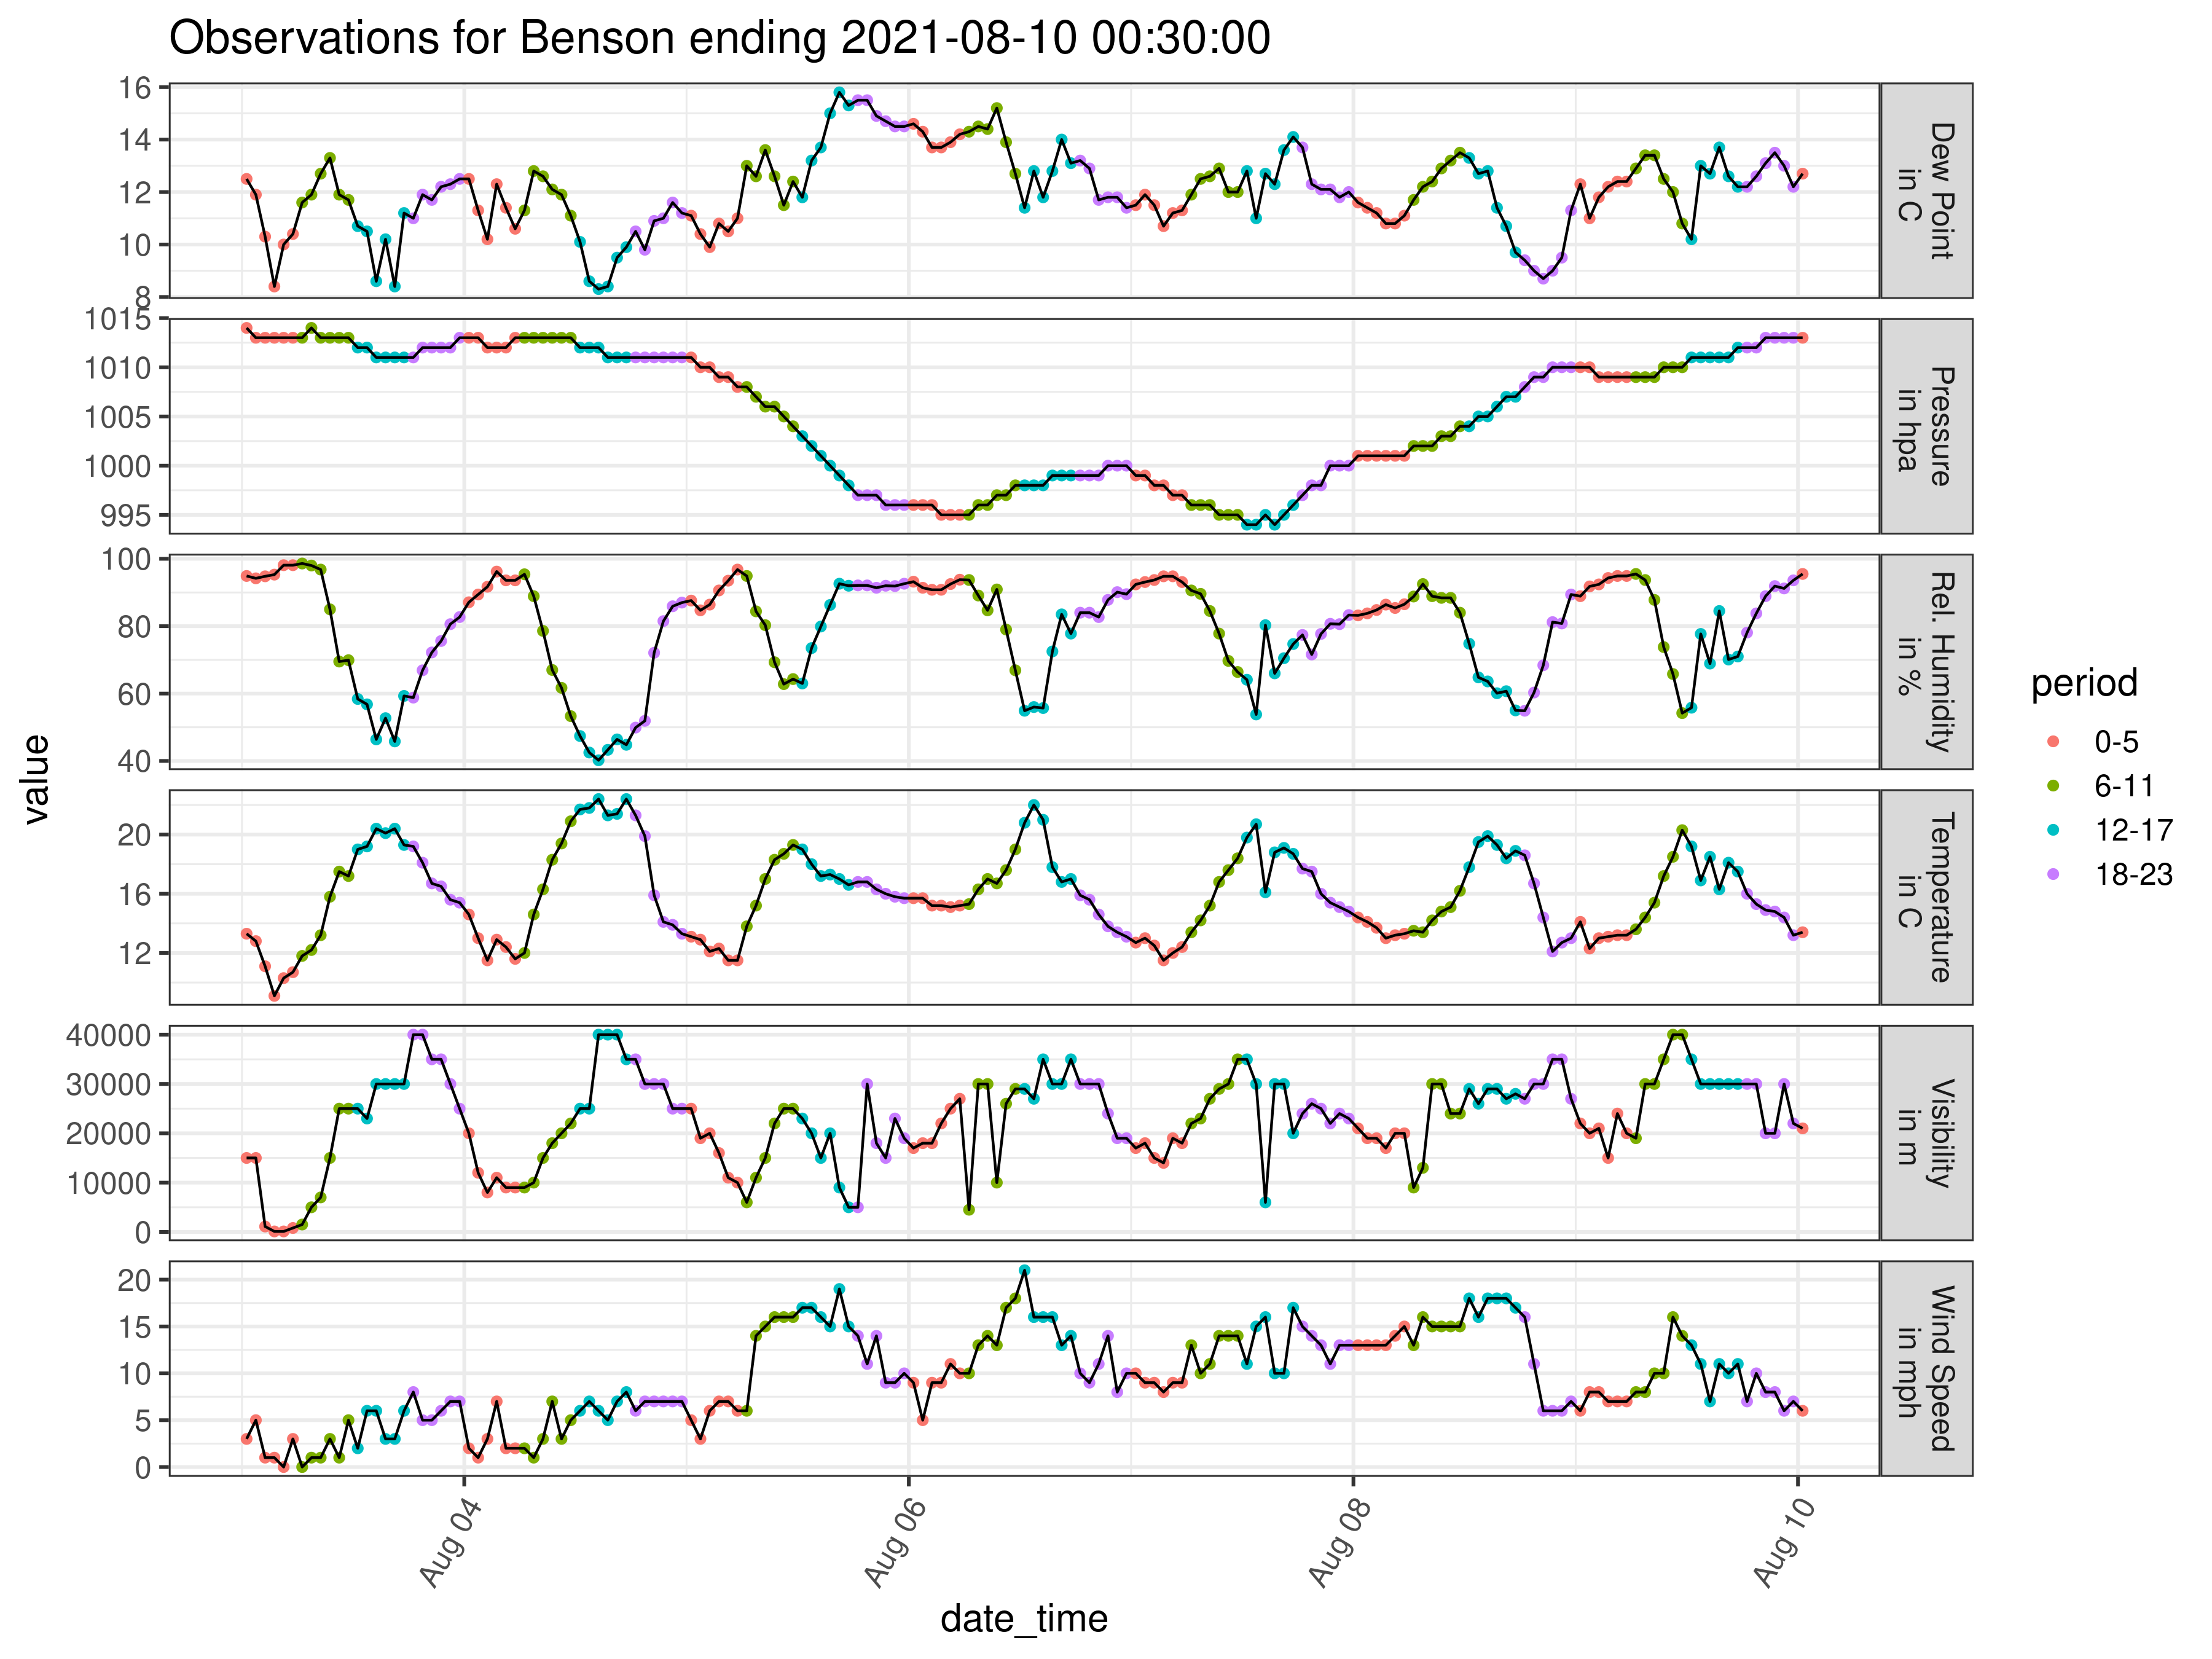 Observations for Benson ending 2021-08-10 00:30:00
value
16
14
12
10
8
Dew Point
in C
1015
1010
1005
1000
995
Pressure
in hpa
100
80
60
40
Rel. Humidity
in %
20
16
12
Temperature
in C
40000
30000
20000
10000
0
Visibility
in m
20
15
10
5
0
Wind Speed
in mph
Aug 04
Aug 06
Aug 08
Aug 10
date_time
period
0-5
6-11
12-17
18-23